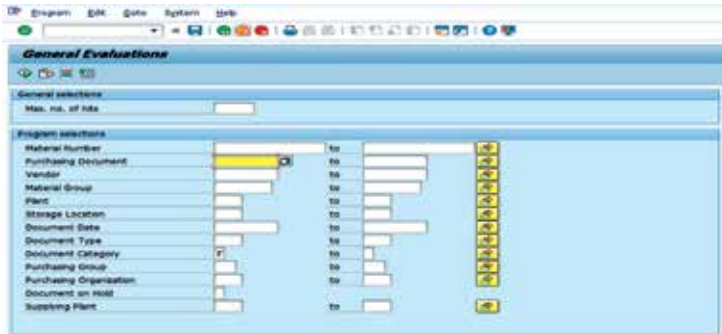 Program Edit Goto System Help
General Evaluations
General selections
Max. no. of hits
Program selections
Material Number to
Purchasing Document to
Vendor to
Material Group to
Plant to
Storage Location to
Document Date to
Document Type to
Document Category F to
Purchasing Group to
Purchasing Organization to
Document on Hold
Supplying Plant to